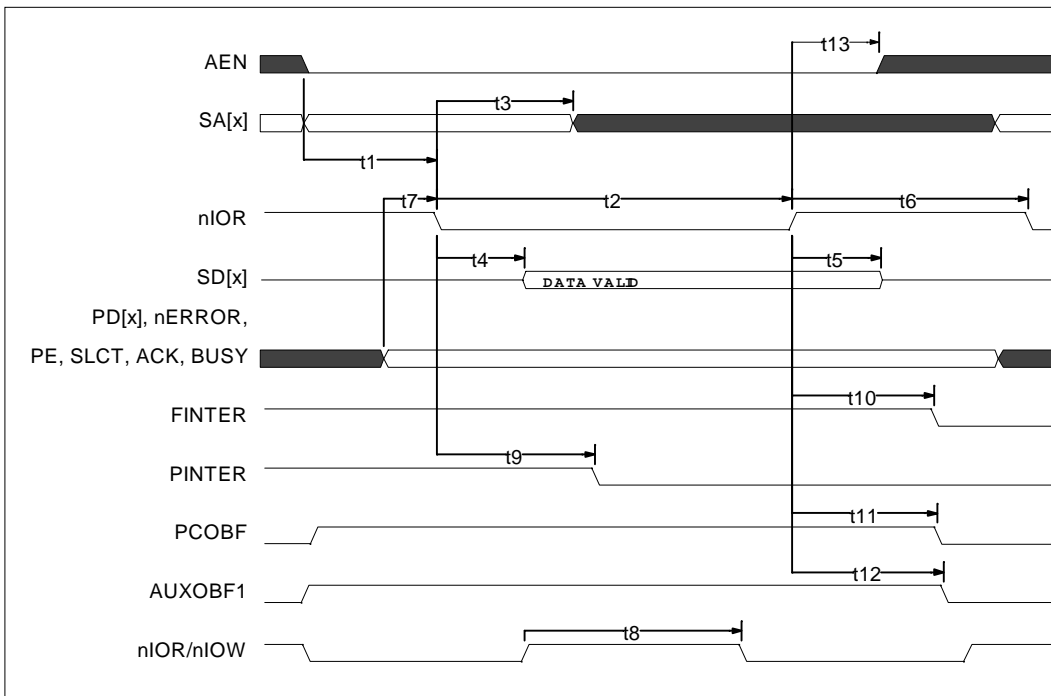 t13
AEN
t3
SA[x]
t1
t7
t2
t6
nIOR
t4
t5
SD[x]
DATA VALID
PD[x], nERROR,
PE, SLCT, ACK, BUSY
t10
FINTER
t9
PINTER
t11
PCOBF
t12
AUXOBF1
t8
nIOR/nIOW